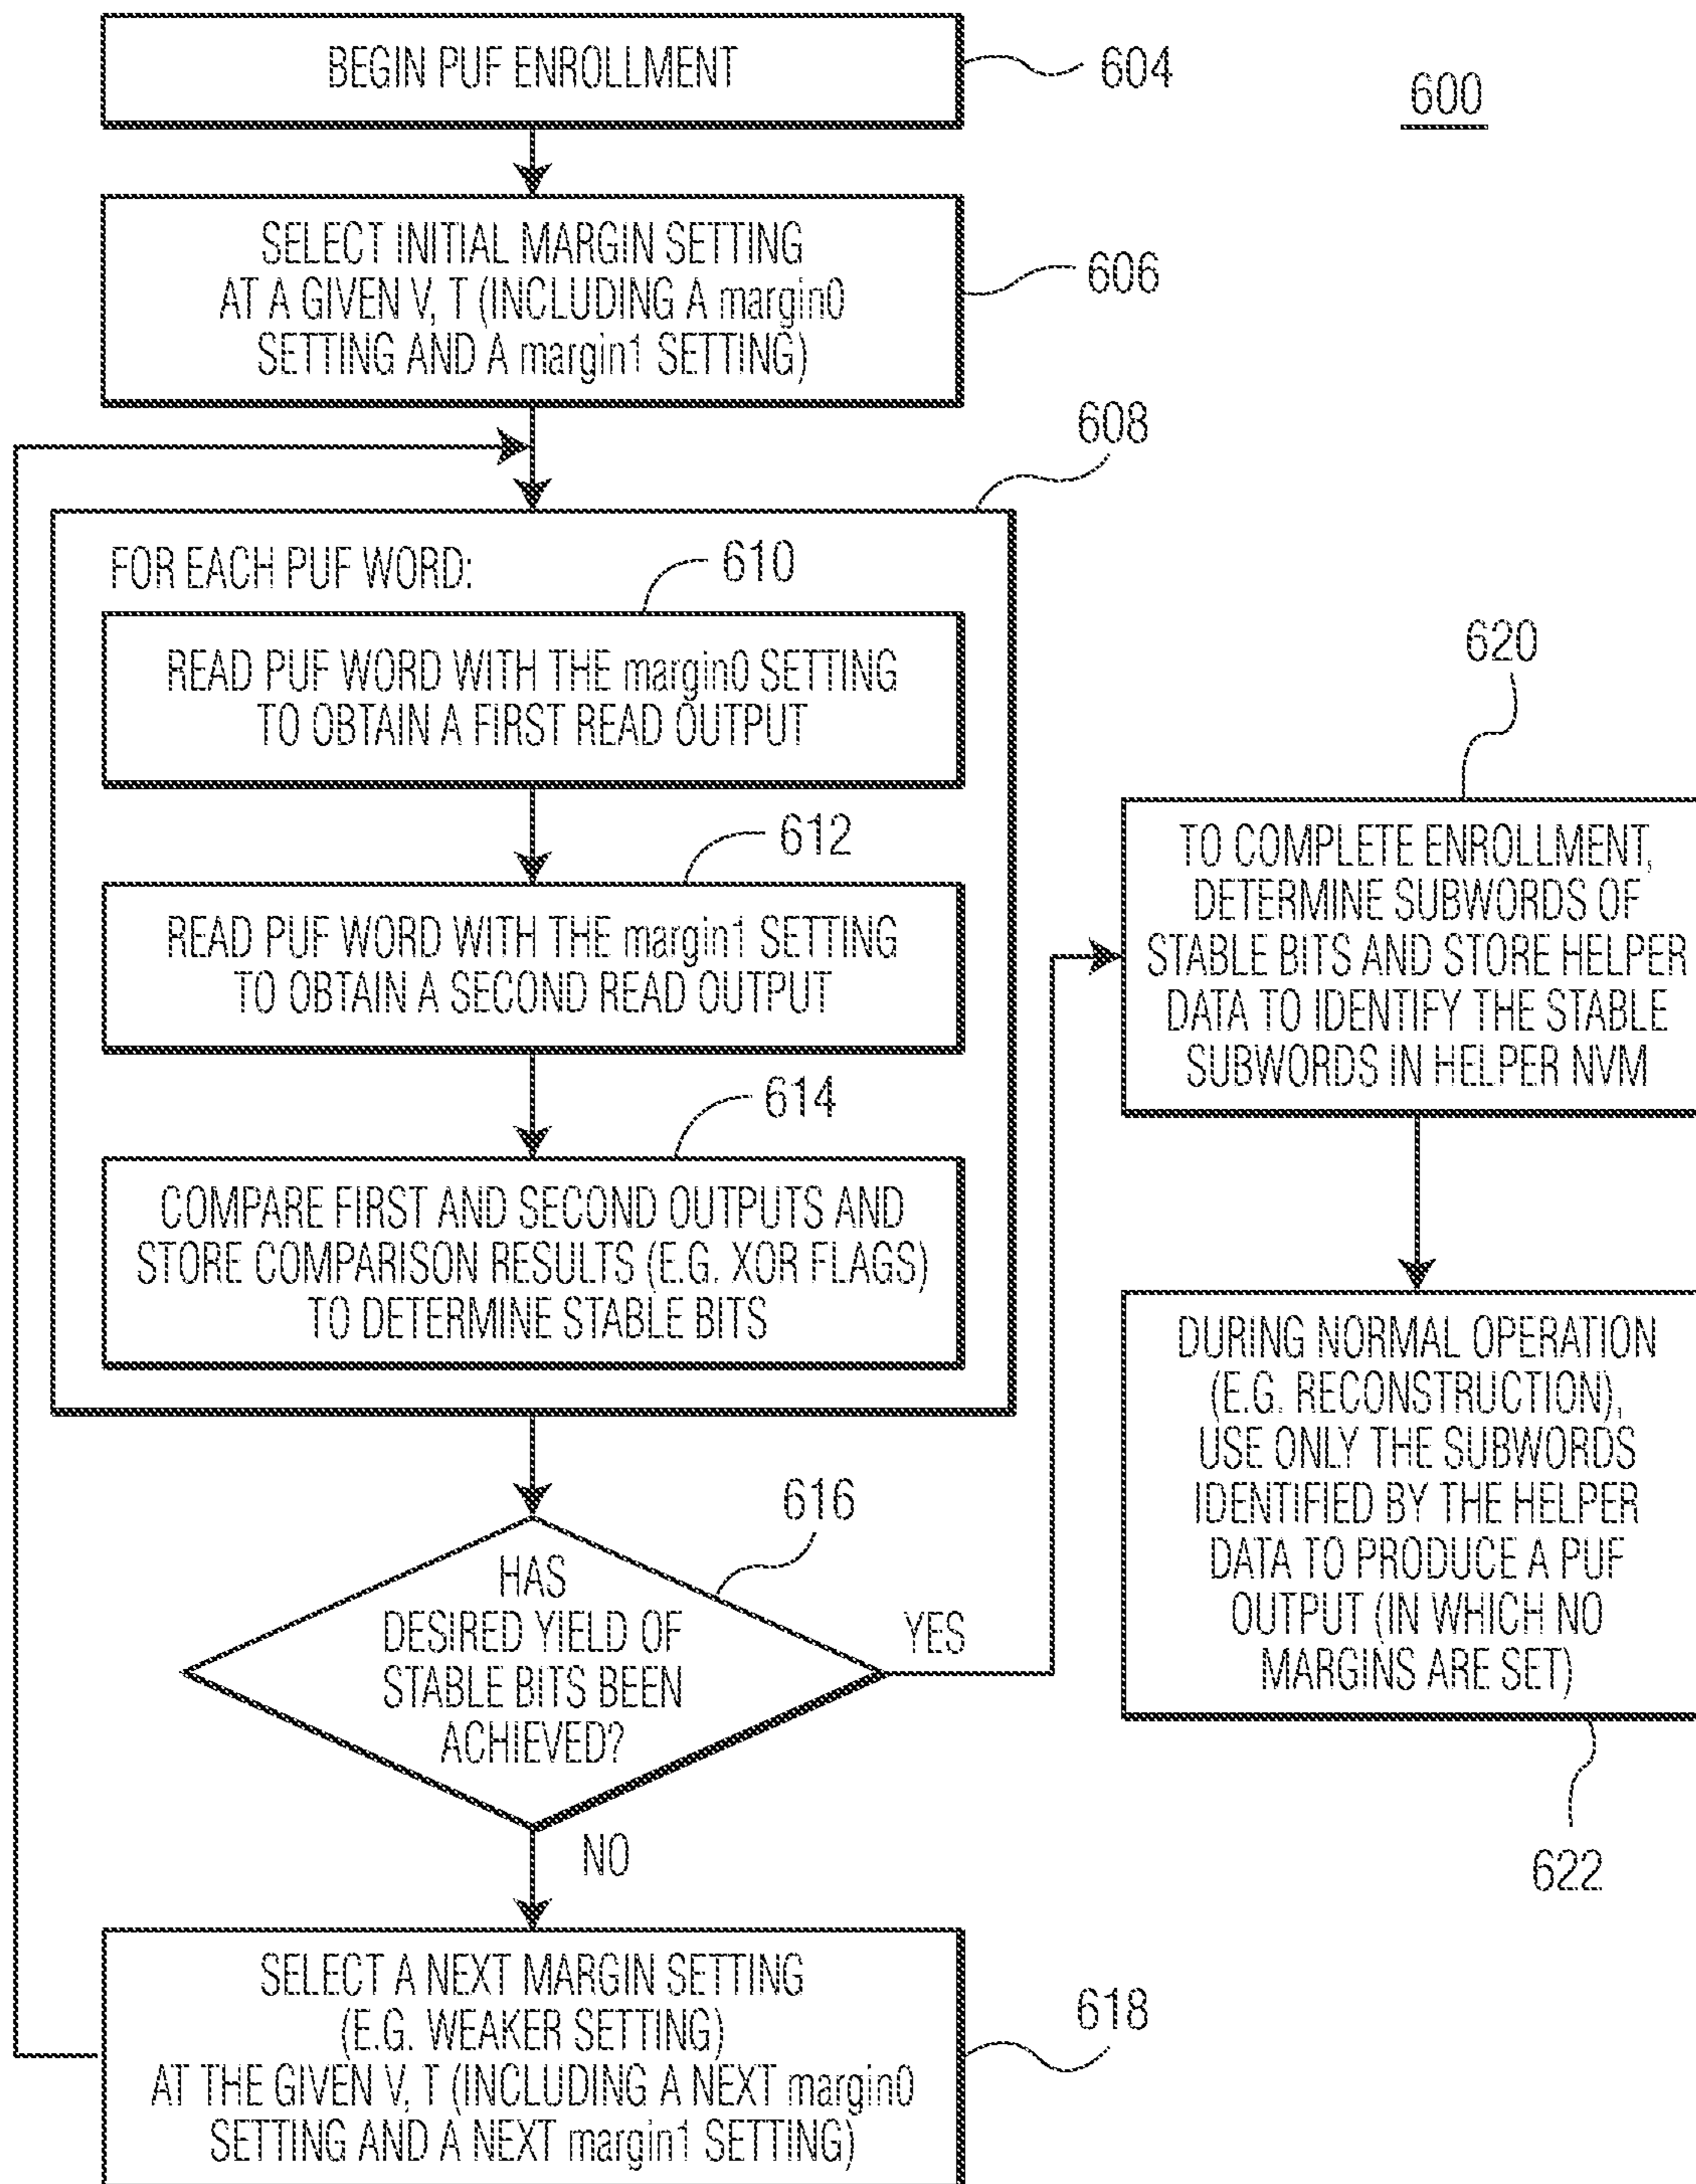 BEGIN PUF ENROLLMENT
604
600
SELECT INITIAL MARGIN SETTING
AT A GIVEN V, T (INCLUDING A margin0
SETTING AND A margin1 SETTING)
606
608
FOR EACH PUF WORD:
610
READ PUF WORD WITH THE margin0 SETTING
TO OBTAIN A FIRST READ OUTPUT
612
READ PUF WORD WITH THE margin1 SETTING
TO OBTAIN A SECOND READ OUTPUT
614
COMPARE FIRST AND SECOND OUTPUTS AND
STORE COMPARISON RESULTS (E.G. XOR FLAGS)
TO DETERMINE STABLE BITS
616
HAS
DESIRED YIELD OF
STABLE BITS BEEN
ACHIEVED?
YES
NO
SELECT A NEXT MARGIN SETTING
(E.G. WEAKER SETTING)
AT THE GIVEN V, T (INCLUDING A NEXT margin0
SETTING AND A NEXT margin1 SETTING)
618
620
TO COMPLETE ENROLLMENT,
DETERMINE SUBWORDS OF
STABLE BITS AND STORE HELPER
DATA TO IDENTIFY THE STABLE
SUBWORDS IN HELPER NVM
DURING NORMAL OPERATION
(E.G. RECONSTRUCTION),
USE ONLY THE SUBWORDS
IDENTIFIED BY THE HELPER
DATA TO PRODUCE A PUF
OUTPUT (IN WHICH NO
MARGINS ARE SET)
622